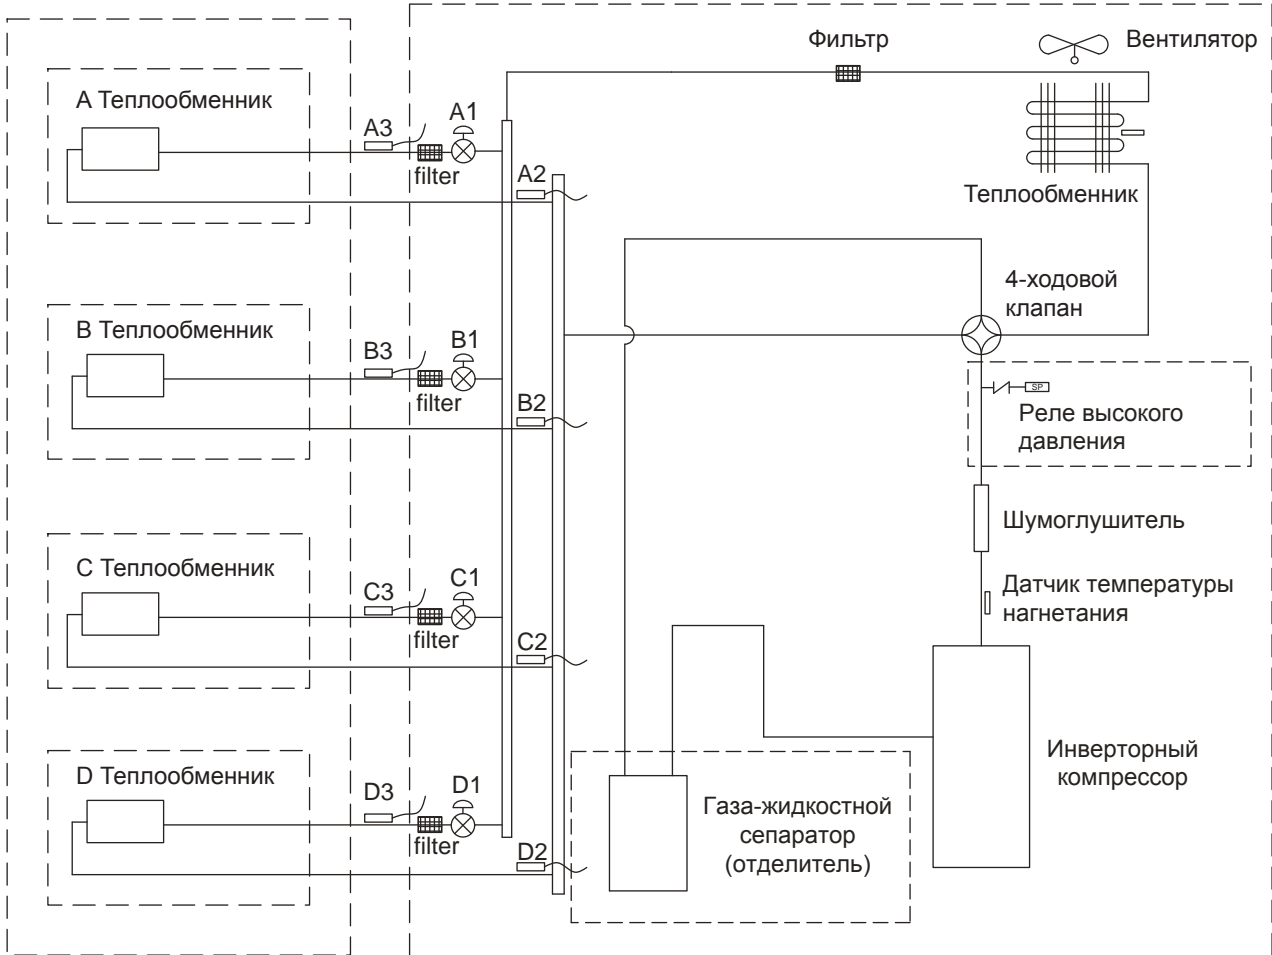 Фильтр
Вентилятор
A Теплообменник
A3
A1
filter
A2
Теплообменник
4-ходовой
клапан
B Теплообменник
B3
B1
filter
B2
SP
Реле высокого
давления
Шумоглушитель
C Теплообменник
C3
C1
filter
C2
Датчик температуры
нагнетания
D Теплообменник
D3
D1
filter
D2
Газа-жидкостной
сепаратор
(отделитель)
Инверторный
компрессор